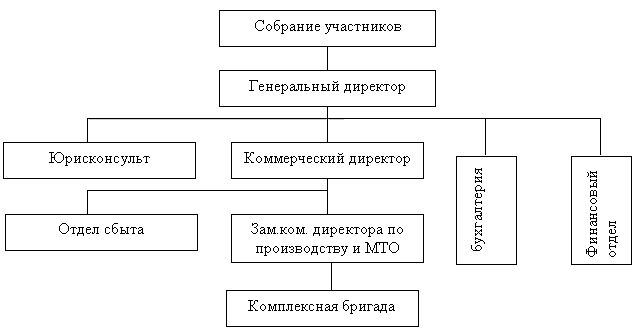 Собрание участников
Генеральный директор
Юрисконсульт
Коммерческий директор
бухгалтерия
Финансовый
отдел
Отдел сбыта
Зам.ком. директора по
производству и МТО
Комплексная бригада